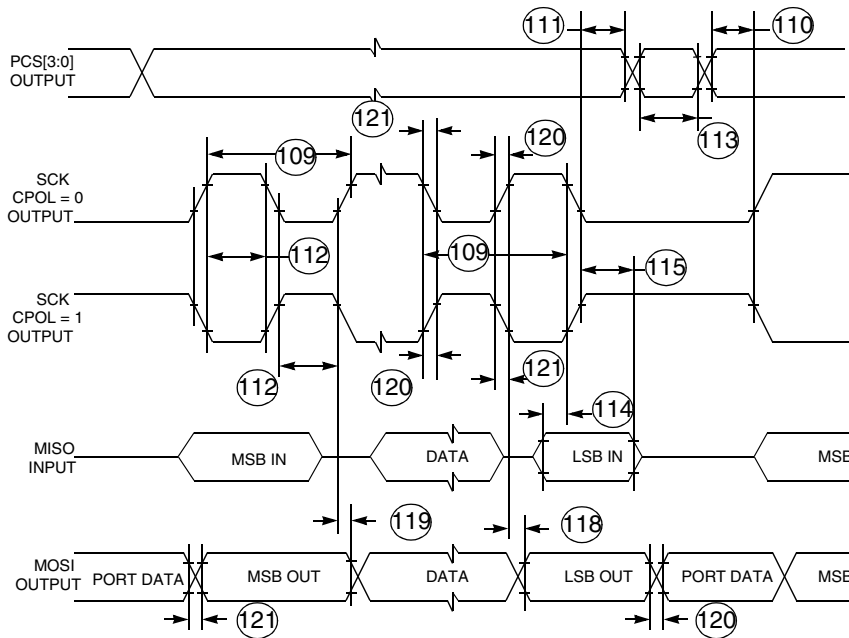 111
110
PCS[3:0]
OUTPUT
121
120
113
109
SCK
CPOL = 0
OUTPUT
112
109
115
SCK
CPOL = 1
OUTPUT
112
120
121
114
MISO
INPUT
MSB IN
DATA
LSB IN
MSB
119
118
MOSI
OUTPUT
PORT DATA
MSB OUT
DATA
LSB OUT
PORT DATA
MSB
121
120